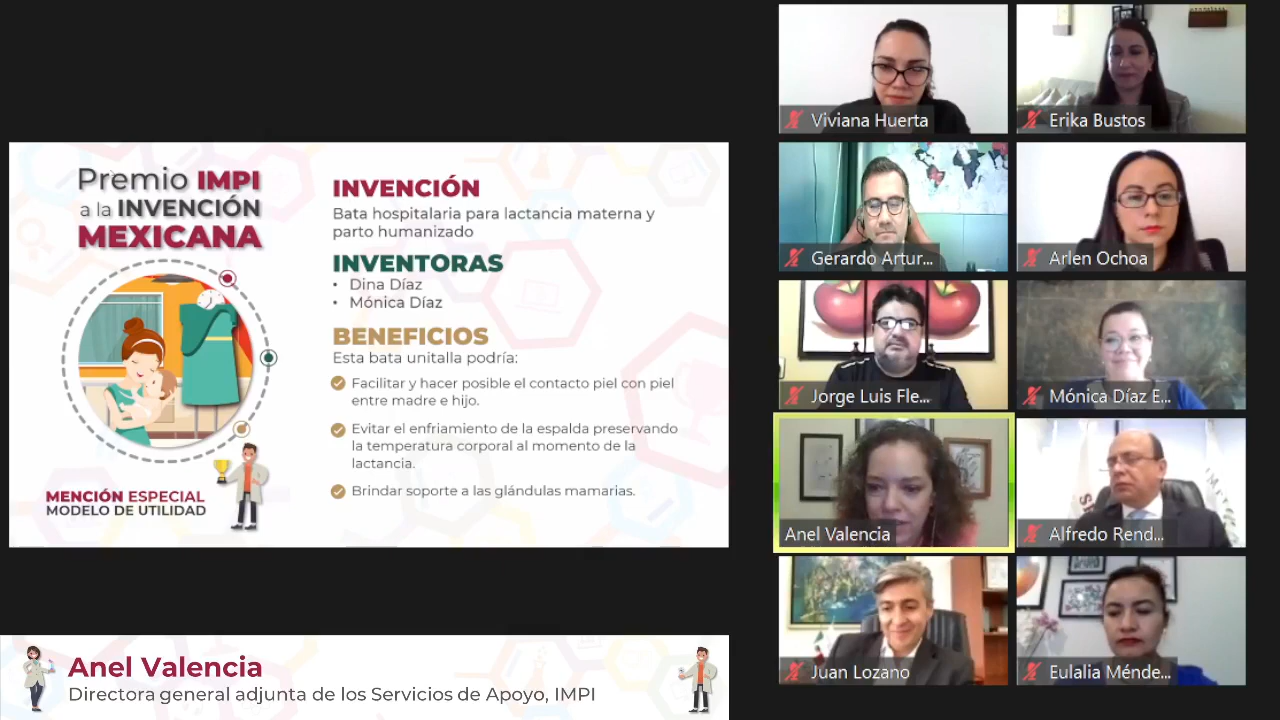 Premio IMPI
a la INVENCIÓN
MEXICANA
MENCIÓN ESPECIAL
MODELO DE UTILIDAD
INVENCIÓN
Bata hospitalaria para lactancia materna y
parto humanizado
INVENTORAS
• Dina Díaz
• Mónica Díaz
BENEFICIOS
Esta bata unitalla podría:
Facilitar y hacer posible el contacto piel con piel
entre madre e hijo.
Evitar el enfriamiento de la espalda preservando
la temperatura corporal al momento de la
lactancia.
Brindar soporte a las glándulas mamarias.
Anel Valencia
Directora general adjunta de los Servicios de Apoyo, IMPI
Viviana Huerta
Erika Bustos
Gerardo Artur...
Arlen Ochoa
Jorge Luis Fle...
Mónica Díaz E...
Anel Valencia
Alfredo Rend...
Juan Lozano
Eulalia Ménde...